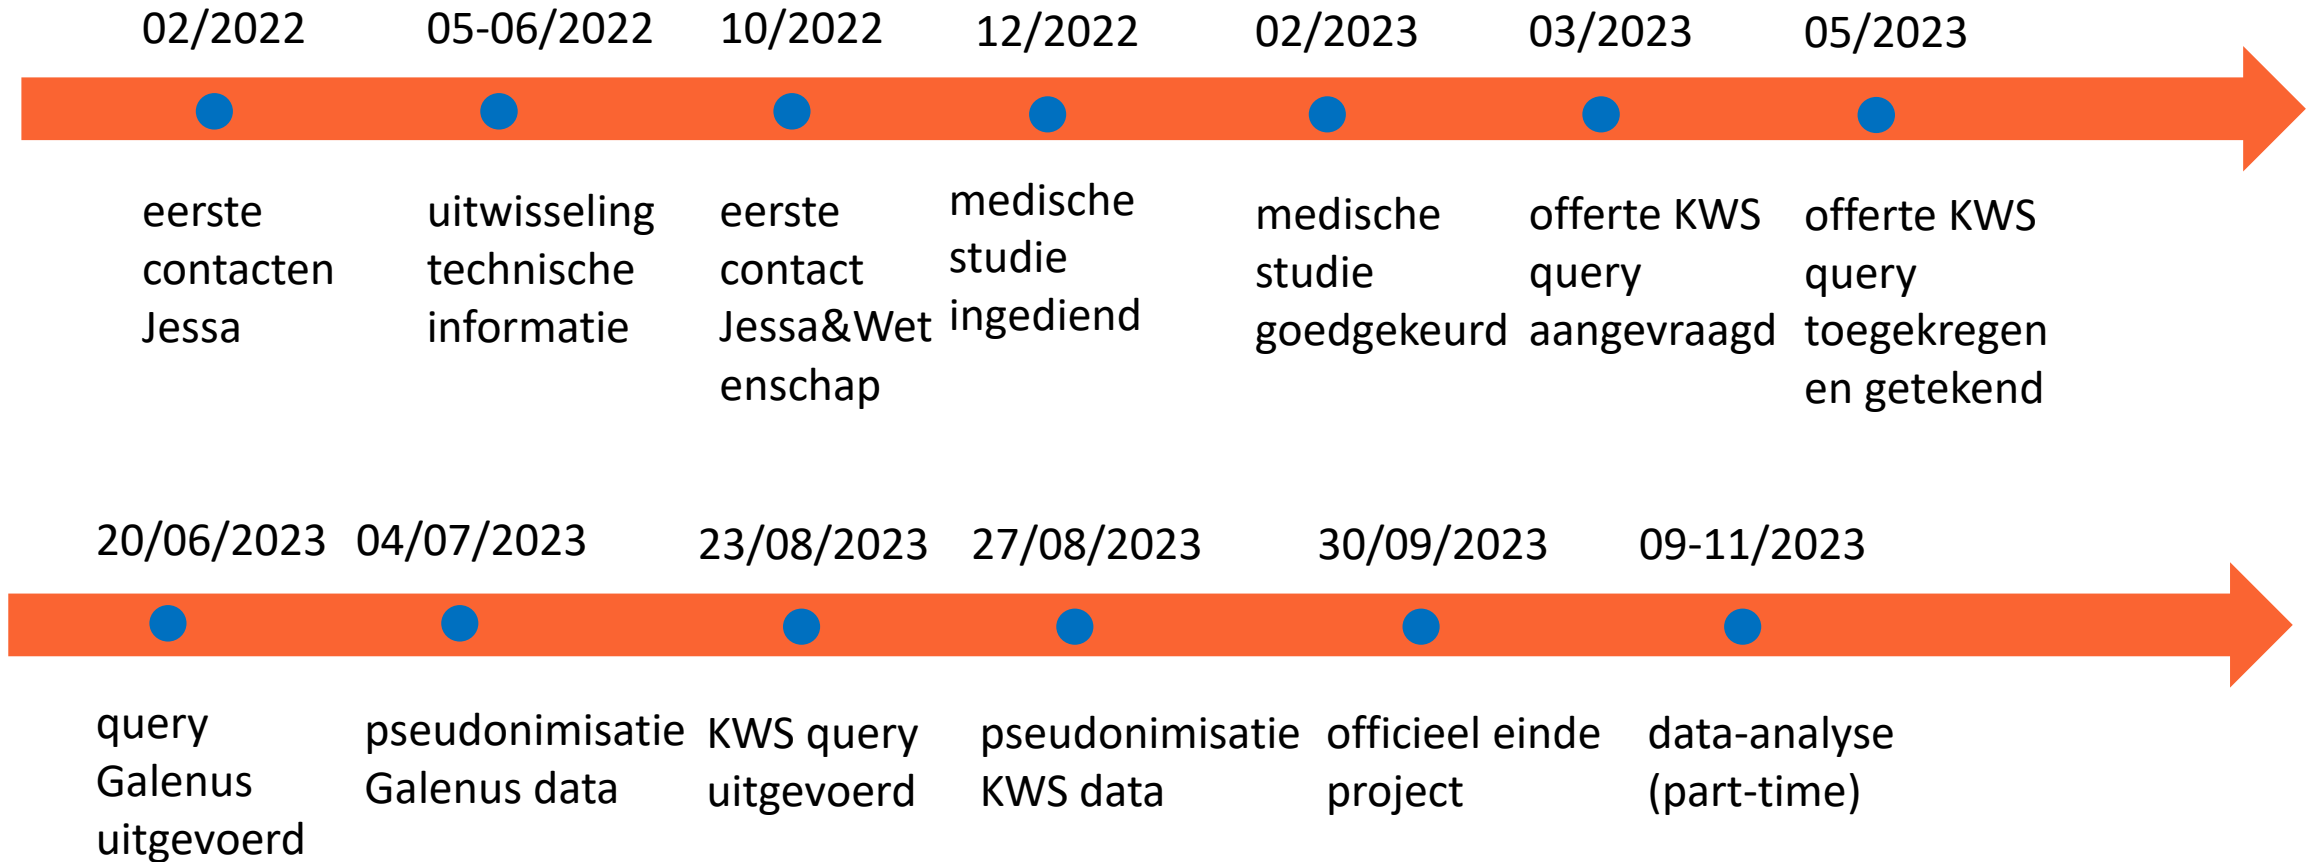 02/2022 05-06/2022 10/2022 12/2022 02/2023 03/2023 05/2023
eerste
contacten
Jessa
uitwisseling
technische
informatie
eerste
contact
Jessa&Wet
enschap
medische
studie
ingediend
medische
studie
goedgekeurd
offerte KWS
query
aangevraagd
offerte KWS
query
toegekregen
en getekend
20/06/2023 04/07/2023 23/08/2023 27/08/2023 30/09/2023 09-11/2023
query
Galenus
uitgevoerd
pseudonimisatie
Galenus data
KWS query
uitgevoerd
pseudonimisatie
KWS data
officieel einde
project
data-analyse
(part-time)